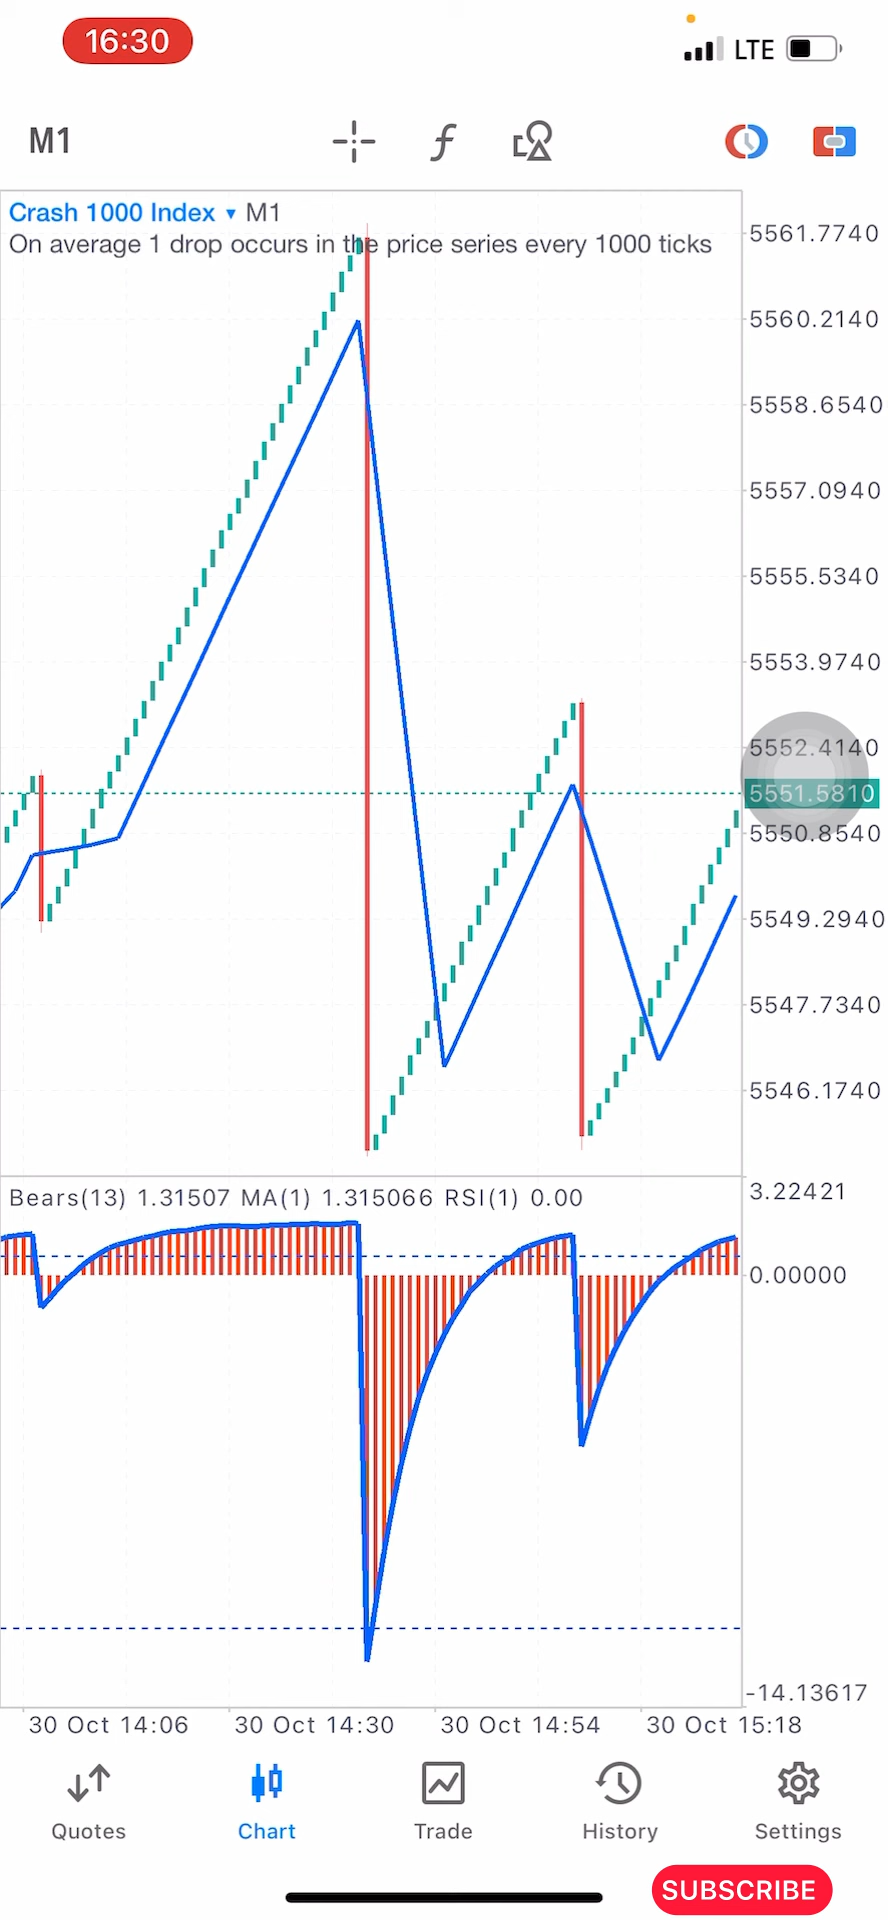 16:30
LTE
M1
Crash 1000 Index ▾ M1
On average 1 drop occurs in the price series every 1000 ticks
5561.7740
5560.2140
5558.6540
5557.0940
5555.5340
5553.9740
5552.4140
5551.5810
5550.8540
5549.2940
5547.7340
5546.1740
Bears(13) 1.31507 MA(1) 1.315066 RSI(1) 0.00
3.22421
0.00000
-14.13617
30 Oct 14:06 30 Oct 14:30 30 Oct 14:54 30 Oct 15:18
Quotes Chart Trade History Settings
SUBSCRIBE